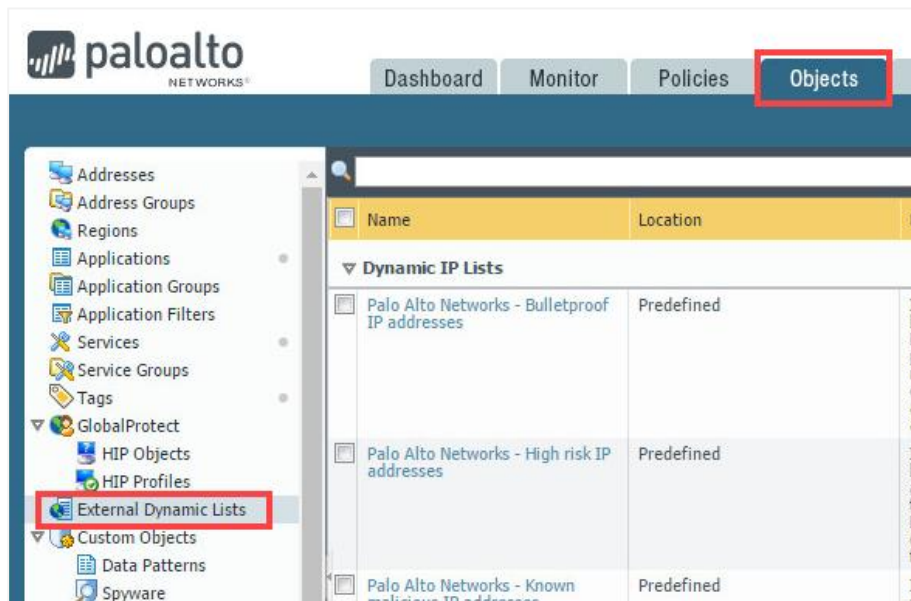 paloalto
NETWORKS®
Dashboard
Monitor
Policies
Objects
Addresses
Address Groups
Regions
Applications
Application Groups
Application Filters
Services
Service Groups
Tags
GlobalProtect
HIP Objects
HIP Profiles
External Dynamic Lists
Custom Objects
Data Patterns
Spyware
Name
Location
Dynamic IP Lists
Palo Alto Networks - Bulletproof
IP addresses
Predefined
Palo Alto Networks - High risk IP
addresses
Predefined
Palo Alto Networks - Known
malicious IP addresses
Predefined